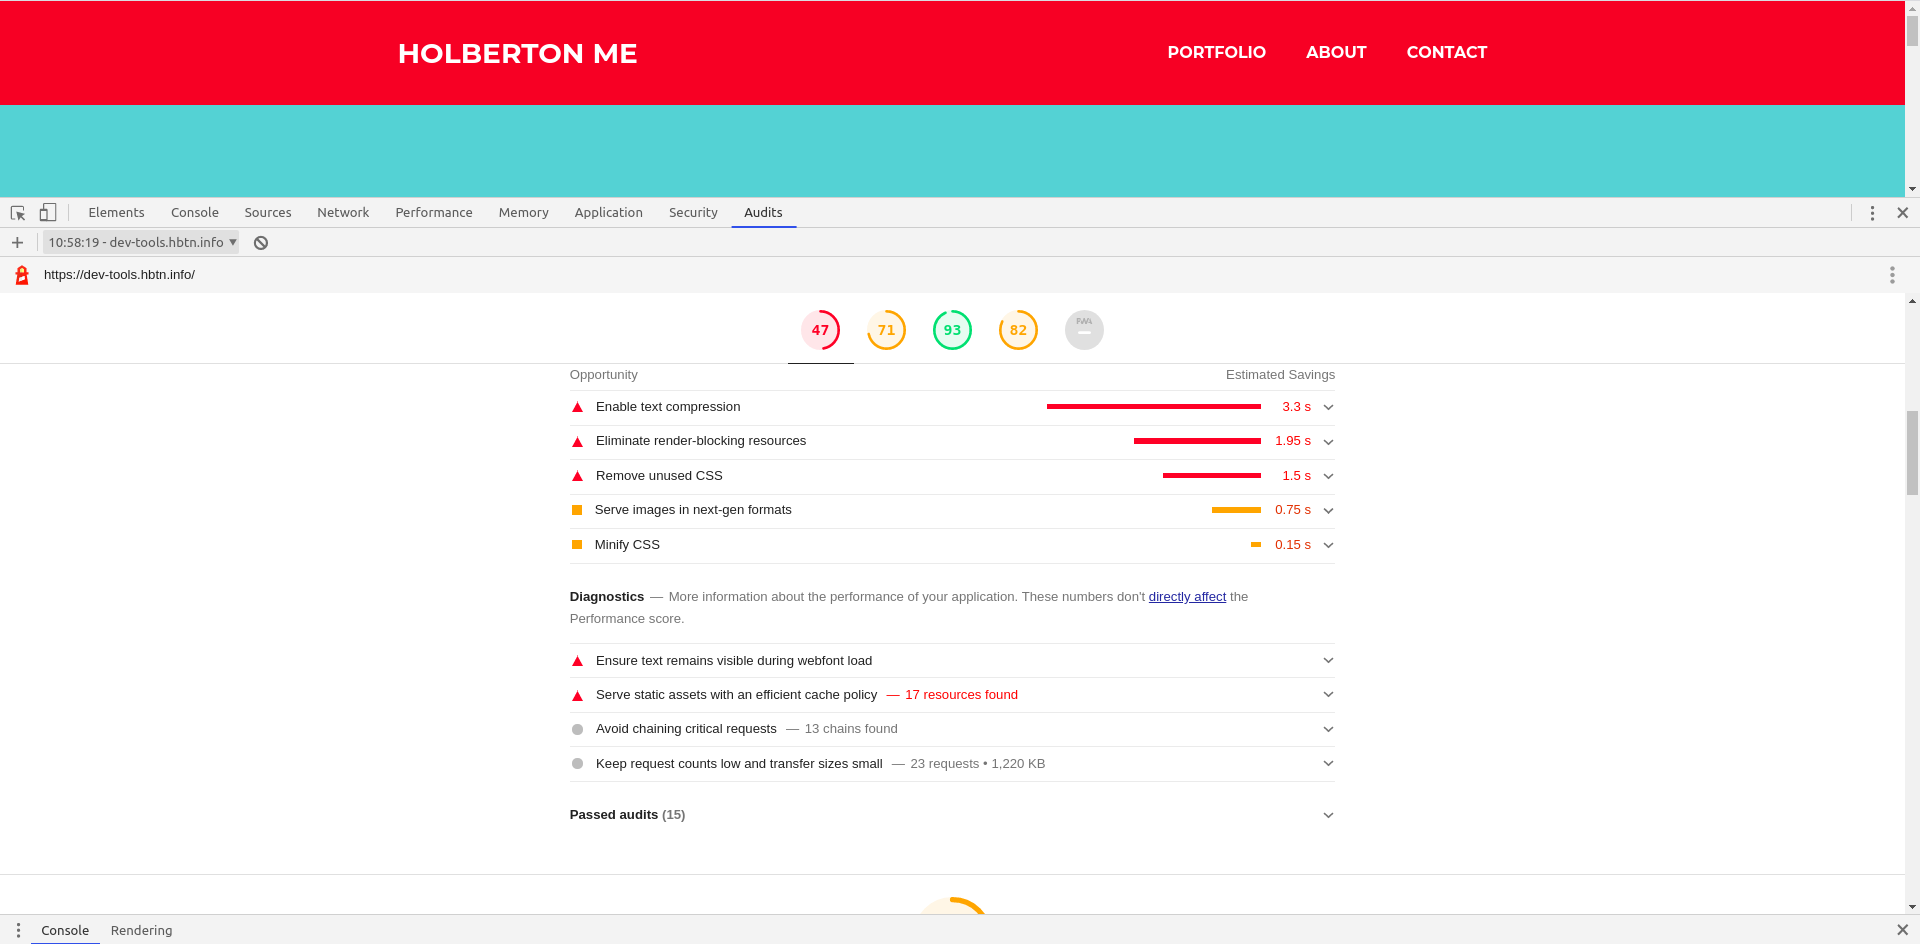 HOLBERTON ME
PORTFOLIO ABOUT CONTACT
Elements Console Sources Network Performance Memory Application Security Audits
10:58:19 - dev-tools.hbtn.info
https://dev-tools.hbtn.info/
47 71 93 82 PWA
Opportunity Estimated Savings
Enable text compression 3.3 s
Eliminate render-blocking resources 1.95 s
Remove unused CSS 1.5 s
Serve images in next-gen formats 0.75 s
Minify CSS 0.15 s
Diagnostics — More information about the performance of your application. These numbers don't directly affect the
Performance score.
Ensure text remains visible during webfont load
Serve static assets with an efficient cache policy — 17 resources found
Avoid chaining critical requests — 13 chains found
Keep request counts low and transfer sizes small — 23 requests • 1,220 KB
Passed audits (15)
Console Rendering